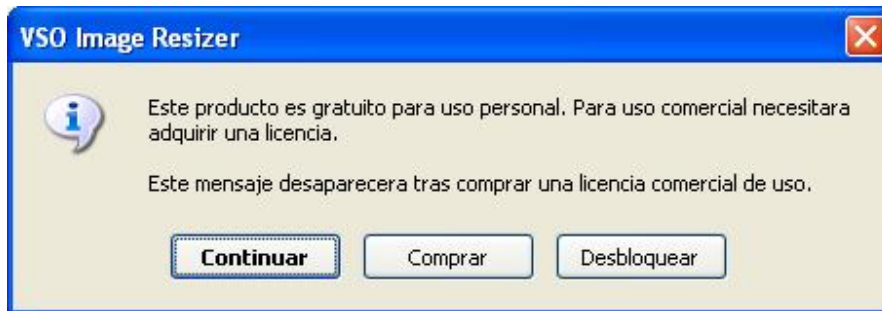 VSO Image Resizer
Este producto es gratuito para uso personal. Para uso comercial necesitara
adquirir una licencia.
Este mensaje desaparecera tras comprar una licencia comercial de uso.
Continuar
Comprar
Desbloquear